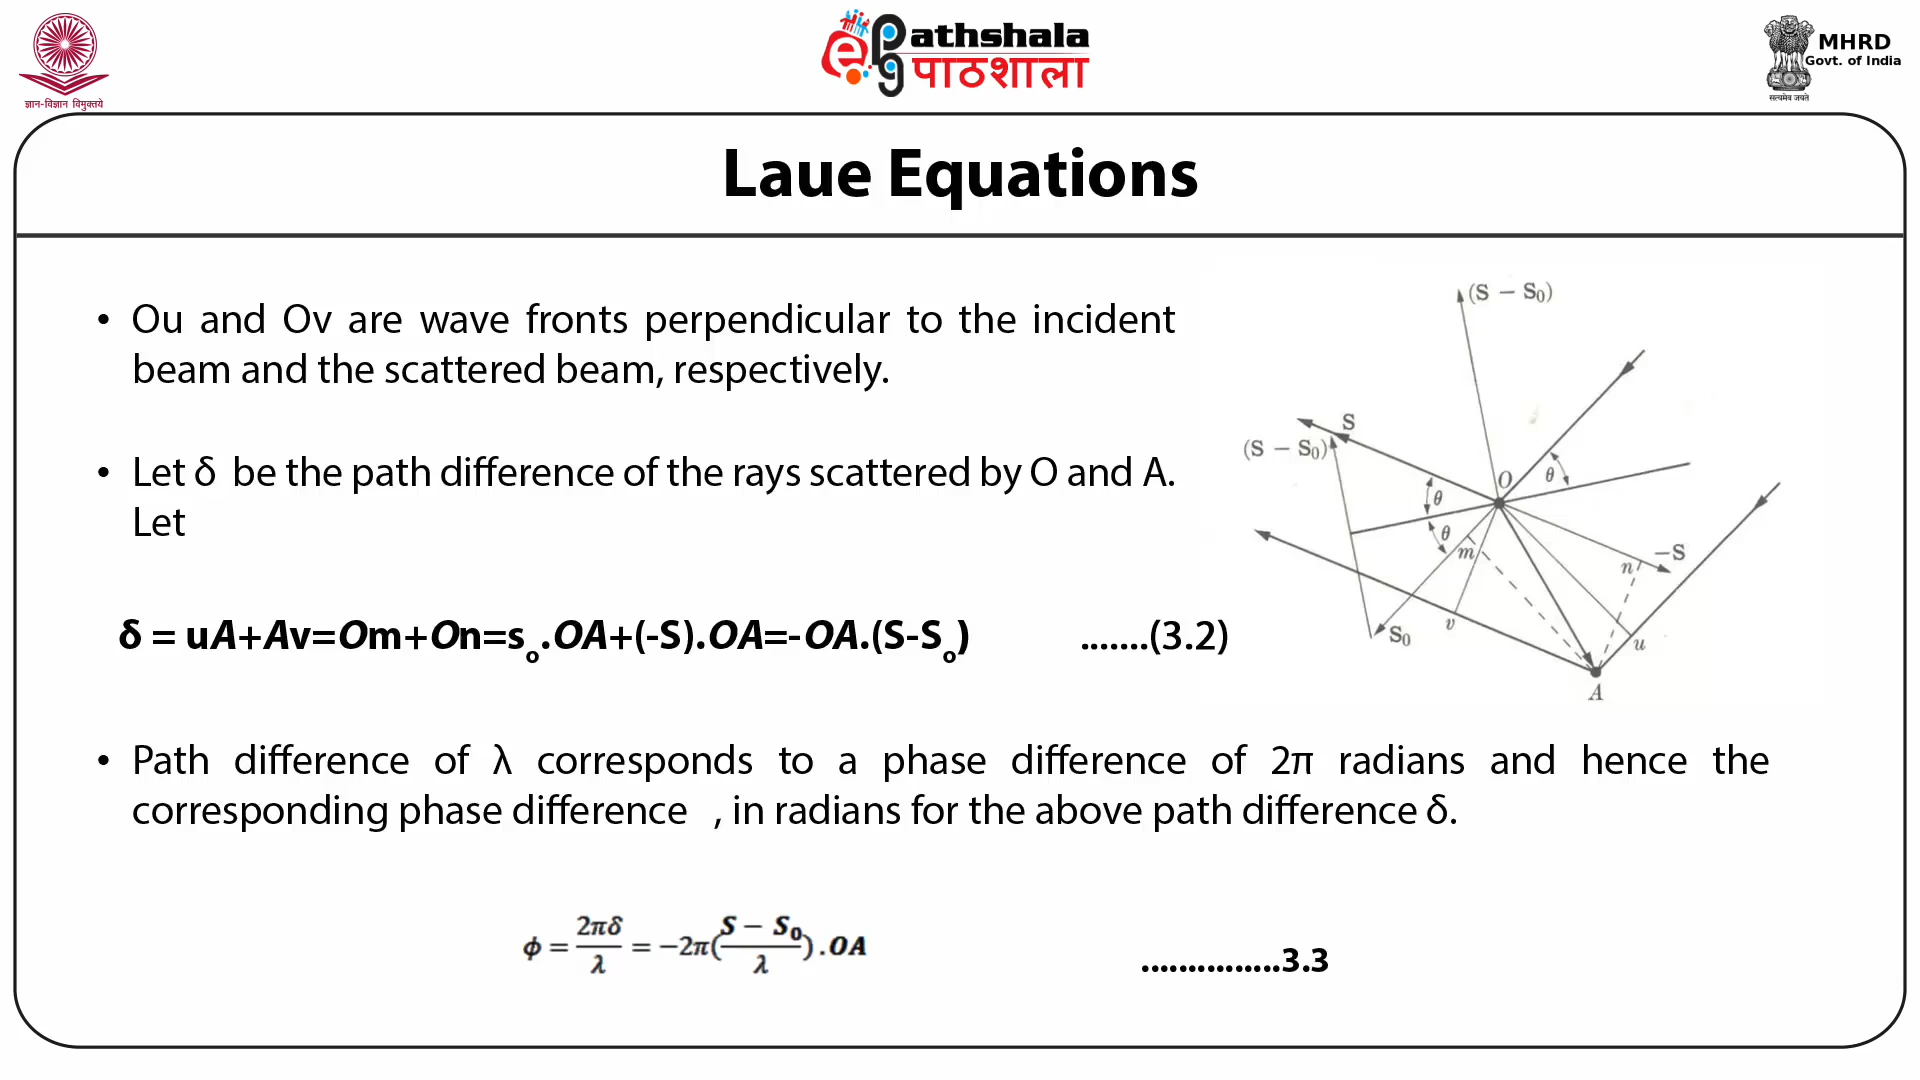 ज्ञान-विज्ञान विमुक्तये
ePathshala
पाठशाला
MHRD
Govt. of India
सत्यमेव जयते
Laue Equations
• Ou and Ov are wave fronts perpendicular to the incident
beam and the scattered beam, respectively.
• Let δ be the path difference of the rays scattered by O and A.
Let
δ = uA+Av=Om+On=sₒ.OA+(-S).OA=-OA.(S-Sₒ) .......(3.2)
(S − S₀)
S
(S − S₀)
O
θ
θ
θ
m
−S
n
v
S₀
u
A
• Path difference of λ corresponds to a phase difference of 2π radians and hence the
corresponding phase difference , in radians for the above path difference δ.
ϕ = 2πδ/λ = −2π(S − S₀/λ).OA ...............3.3